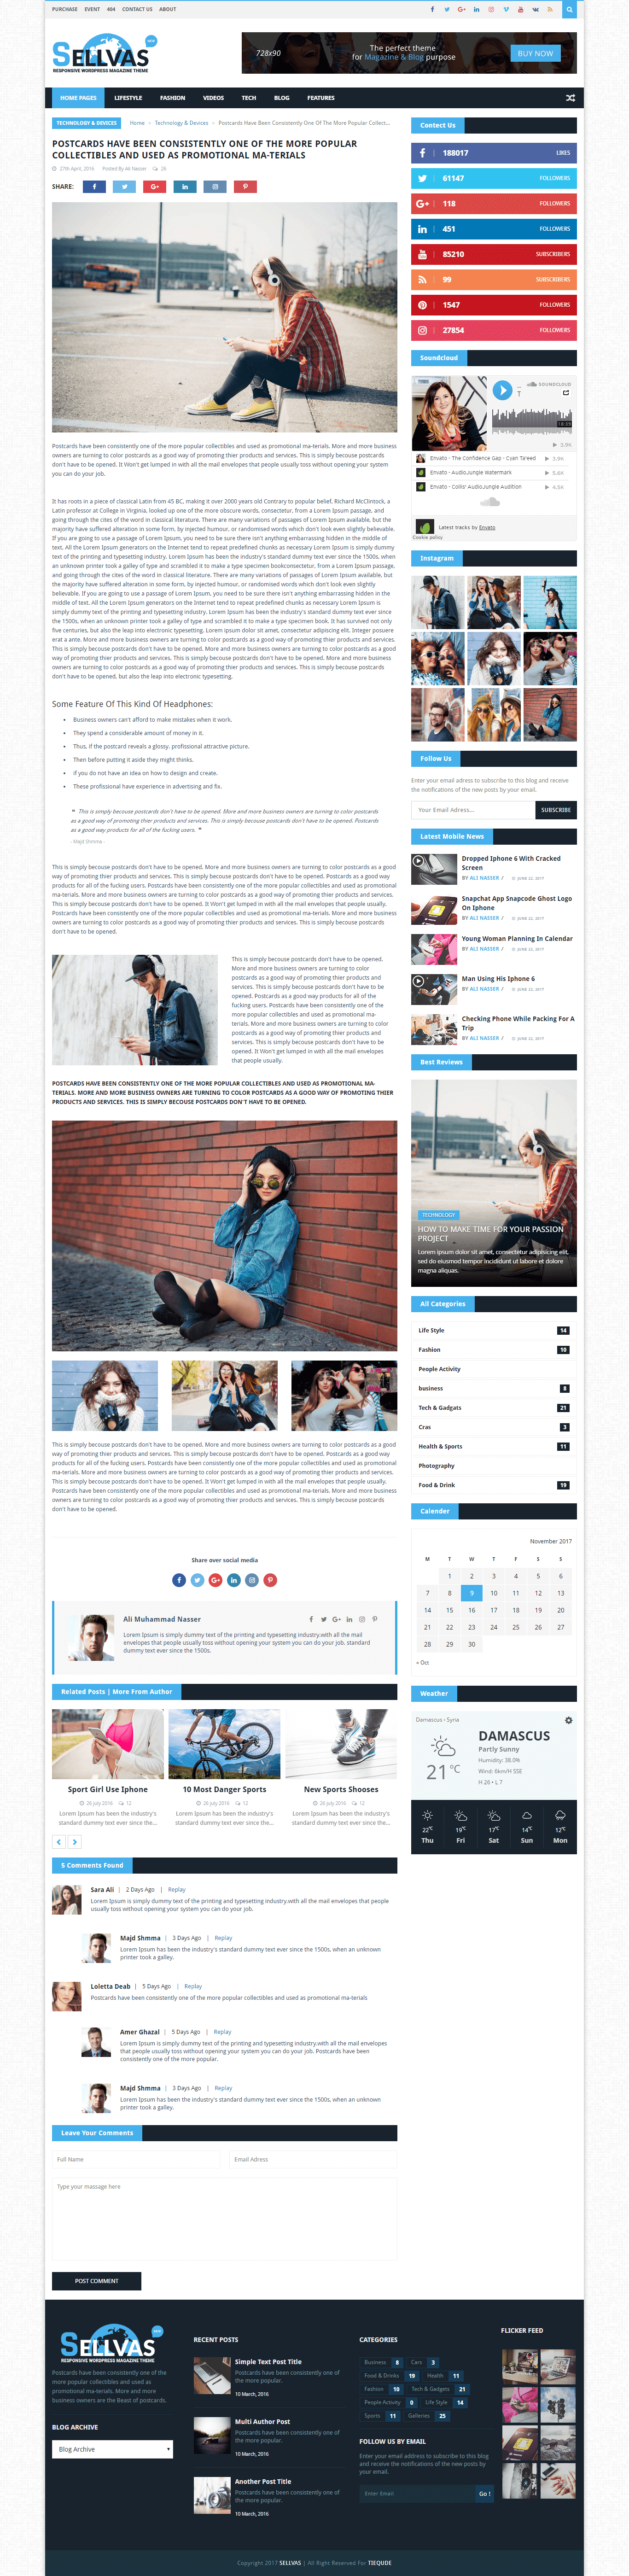 PURCHASE EVENT 404 CONTACT US ABOUT
SELLVAS
NEW
RESPONSIVE WORDPRESS MAGAZINE THEME
728x90
The perfect theme
for Magazine & Blog purpose
BUY NOW
HOME PAGES LIFESTYLE FASHION VIDEOS TECH BLOG FEATURES
TECHNOLOGY & DEVICES
Home » Technology & Devices » Postcards Have Been Consistently One Of The More Popular Collect...
POSTCARDS HAVE BEEN CONSISTENTLY ONE OF THE MORE POPULAR
COLLECTIBLES AND USED AS PROMOTIONAL MA-TERIALS
27th April, 2016 Posted By Ali Nasser 26
SHARE:
Postcards have been consistently one of the more popular collectibles and used as promotional ma-terials. More and more business
owners are turning to color postcards as a good way of promoting thier products and services. This is simply becouse postcards
don't have to be opened. It Won't get lumped in with all the mail envelopes that people usually toss without opening your system
you can do your job.
It has roots in a piece of classical Latin from 45 BC, making it over 2000 years old Contrary to popular belief. Richard McClintock, a
Latin professor at College in Virginia, looked up one of the more obscure words, consectetur, from a Lorem Ipsum passage, and
going through the cites of the word in classical literature. There are many variations of passages of Lorem Ipsum available, but the
majority have suffered alteration in some form, by injected humour, or randomised words which don't look even slightly believable.
If you are going to use a passage of Lorem Ipsum, you need to be sure there isn't anything embarrassing hidden in the middle of
text. All the Lorem Ipsum generators on the Internet tend to repeat predefined chunks as necessary Lorem Ipsum is simply dummy
text of the printing and typesetting industry. Lorem Ipsum has been the industry's standard dummy text ever since the 1500s, when
an unknown printer took a galley of type and scrambled it to make a type specimen bookconsectetur, from a Lorem Ipsum passage,
and going through the cites of the word in classical literature. There are many variations of passages of Lorem Ipsum available, but
the majority have suffered alteration in some form, by injected humour, or randomised words which don't look even slightly
believable. If you are going to use a passage of Lorem Ipsum, you need to be sure there isn't anything embarrassing hidden in the
middle of text. All the Lorem Ipsum generators on the Internet tend to repeat predefined chunks as necessary Lorem Ipsum is
simply dummy text of the printing and typesetting industry. Lorem Ipsum has been the industry's standard dummy text ever since
the 1500s, when an unknown printer took a galley of type and scrambled it to make a type specimen book. It has survived not only
five centuries, but also the leap into electronic typesetting. Lorem ipsum dolor sit amet, consectetur adipiscing elit. Integer posuere
erat a ante. More and more business owners are turning to color postcards as a good way of promoting thier products and services.
This is simply becouse postcards don't have to be opened. More and more business owners are turning to color postcards as a good
way of promoting thier products and services. This is simply becouse postcards don't have to be opened. More and more business
owners are turning to color postcards as a good way of promoting thier products and services. This is simply becouse postcards
don't have to be opened. but also the leap into electronic typesetting.
Some Feature Of This Kind Of Headphones:
Business owners can't afford to make mistakes when it work.
They spend a considerable amount of money in it.
Thus, if the postcard reveals a glossy, profissional attractive picture.
Then before putting it aside they might thinks.
If you do not have an idea on how to design and create.
These profissional have experience in advertising and fix.
❝ This is simply becouse postcards don't have to be opened. More and more business owners are turning to color postcards
as a good way of promoting thier products and services. This is simply becouse postcards don't have to be opened. Postcards
as a good way products for all of the fucking users. ❞
- Majd Shmma -
This is simply becouse postcards don't have to be opened. More and more business owners are turning to color postcards as a good
way of promoting thier products and services. This is simply becouse postcards don't have to be opened. Postcards as a good way
products for all of the fucking users. Postcards have been consistently one of the more popular collectibles and used as promotional
ma-terials. More and more business owners are turning to color postcards as a good way of promoting thier products and services.
This is simply becouse postcards don't have to be opened. It Won't get lumped in with all the mail envelopes that people usually.
Postcards have been consistently one of the more popular collectibles and used as promotional ma-terials. More and more business
owners are turning to color postcards as a good way of promoting thier products and services. This is simply becouse postcards
don't have to be opened.
This is simply becouse postcards don't have to be opened.
More and more business owners are turning to color
postcards as a good way of promoting thier products and
services. This is simply becouse postcards don't have to be
opened. Postcards as a good way products for all of the
fucking users. Postcards have been consistently one of the
more popular collectibles and used as promotional ma-
terials. More and more business owners are turning to color
postcards as a good way of promoting thier products and
services. This is simply becouse postcards don't have to be
opened. It Won't get lumped in with all the mail envelopes
that people usually.
POSTCARDS HAVE BEEN CONSISTENTLY ONE OF THE MORE POPULAR COLLECTIBLES AND USED AS PROMOTIONAL MA-
TERIALS. MORE AND MORE BUSINESS OWNERS ARE TURNING TO COLOR POSTCARDS AS A GOOD WAY OF PROMOTING THIER
PRODUCTS AND SERVICES. THIS IS SIMPLY BECOUSE POSTCARDS DON'T HAVE TO BE OPENED.
This is simply becouse postcards don't have to be opened. More and more business owners are turning to color postcards as a good
way of promoting thier products and services. This is simply becouse postcards don't have to be opened. Postcards as a good way
products for all of the fucking users. Postcards have been consistently one of the more popular collectibles and used as promotional
ma-terials. More and more business owners are turning to color postcards as a good way of promoting thier products and services.
This is simply becouse postcards don't have to be opened. It Won't get lumped in with all the mail envelopes that people usually.
Postcards have been consistently one of the more popular collectibles and used as promotional ma-terials. More and more business
owners are turning to color postcards as a good way of promoting thier products and services. This is simply becouse postcards
don't have to be opened.
Share over social media
Ali Muhammad Nasser
Lorem Ipsum is simply dummy text of the printing and typesetting industry.with all the mail
envelopes that people usually toss without opening your system you can do your job. standard
dummy text ever since the 1500s.
Related Posts | More From Author
Sport Girl Use Iphone
26 July 2016 12
Lorem Ipsum has been the industry's
standard dummy text ever since the...
10 Most Danger Sports
26 July 2016 12
Lorem Ipsum has been the industry's
standard dummy text ever since the...
New Sports Shooses
26 July 2016 12
Lorem Ipsum has been the industry's
standard dummy text ever since the...
5 Comments Found
Sara Ali | 2 Days Ago | Replay
Lorem Ipsum is simply dummy text of the printing and typesetting industry.with all the mail envelopes that people
usually toss without opening your system you can do your job.
Majd Shmma | 3 Days Ago | Replay
Lorem Ipsum has been the industry's standard dummy text ever since the 1500s, when an unknown
printer took a galley.
Loletta Deab | 5 Days Ago | Replay
Postcards have been consistently one of the more popular collectibles and used as promotional ma-terials
Amer Ghazal | 5 Days Ago | Replay
Lorem Ipsum is simply dummy text of the printing and typesetting industry.with all the mail envelopes
that people usually toss without opening your system you can do your job. Postcards have been
consistently one of the more popular.
Majd Shmma | 3 Days Ago | Replay
Lorem Ipsum has been the industry's standard dummy text ever since the 1500s, when an unknown
printer took a galley.
Leave Your Comments
Full Name
Email Adress
Type your message here
POST COMMENT
Contact Us
188017 LIKES
61147 FOLLOWERS
118 FOLLOWERS
451 FOLLOWERS
85210 SUBSCRIBERS
99 SUBSCRIBERS
1547 FOLLOWERS
27854 FOLLOWERS
Soundcloud
SOUNDCLOUD
T
3.9K
Envato - The Confidence Gap - Cyan Ta'eed 3.9K
Envato - AudioJungle Watermark 5.6K
Envato - Collis' AudioJungle Audition 4.5K
Latest tracks by Envato
Cookie policy
Instagram
Follow Us
Enter your email adress to subscribe to this blog and receive
the notifications of the new posts by your email.
Your Email Adress...
SUBSCRIBE
Latest Mobile News
Dropped Iphone 6 With Cracked
Screen
BY ALI NASSER / JUNE 22, 2017
Snapchat App Snapcode Ghost Logo
On Iphone
BY ALI NASSER / JUNE 22, 2017
Young Woman Planning In Calendar
BY ALI NASSER / JUNE 22, 2017
Man Using His Iphone 6
BY ALI NASSER / JUNE 22, 2017
Checking Phone While Packing For A
Trip
BY ALI NASSER / JUNE 22, 2017
Best Reviews
TECHNOLOGY
HOW TO MAKE TIME FOR YOUR PASSION
PROJECT
Lorem ipsum dolor sit amet, consectetur adipisicing elit,
sed do eiusmod tempor incididunt ut labore et dolore
magna aliquas.
All Categories
Life Style 14
Fashion 10
People Activity
business 8
Tech & Gadgats 21
Cras 3
Health & Sports 11
Photography
Food & Drink 19
Calender
November 2017
M T W T F S S
1 2 3 4 5 6
7 8 9 10 11 12 13
14 15 16 17 18 19 20
21 22 23 24 25 26 27
28 29 30
« Oct
Weather
Damascus - Syria
21°C
DAMASCUS
Partly Sunny
Humidity: 38.0%
Wind: 6km/H SSE
H 26 • L 7
22°C 19°C 17°C 14°C 12°C
Thu Fri Sat Sun Mon
SELLVAS
NEW
RESPONSIVE WORDPRESS MAGAZINE THEME
Postcards have been consistently one of the
more popular collectibles and used as
promotional ma-terials. More and more
business owners are the Beast of postcards.
BLOG ARCHIVE
Blog Archive
RECENT POSTS
Simple Text Post Title
Postcards have been consistently one of
the more popular.
10 March, 2016
Multi Author Post
Postcards have been consistently one of
the more popular.
10 March, 2016
Another Post Title
Postcards have been consistently one of
the more popular.
10 March, 2016
CATEGORIES
Business 8 Cars 3
Food & Drinks 19 Health 11
Fashion 10 Tech & Gadgets 21
People Activity 0 Life Style 14
Sports 11 Galleries 25
FOLLOW US BY EMAIL
Enter your email address to subscribe to this blog
and receive the notifications of the new posts by
your email.
Enter Email
Go !
FLICKER FEED
Copyright 2017 SELLVAS | All Right Reserved For TIEQUDE